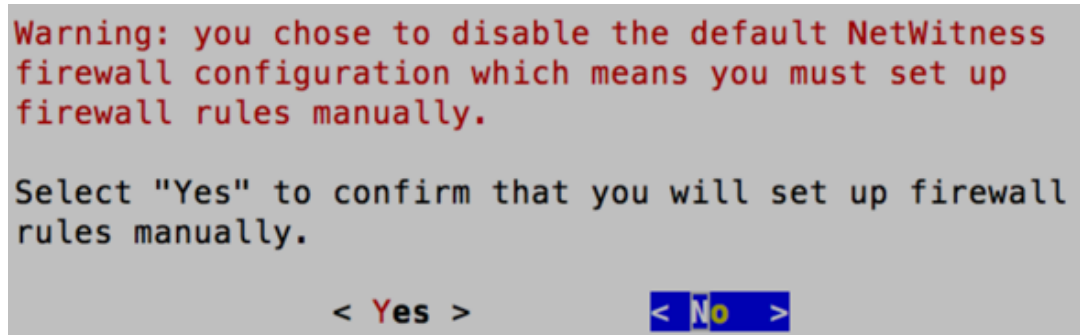 Warning: you chose to disable the default NetWitness
firewall configuration which means you must set up
firewall rules manually.
Select "Yes" to confirm that you will set up firewall
rules manually.
< Yes > < No >